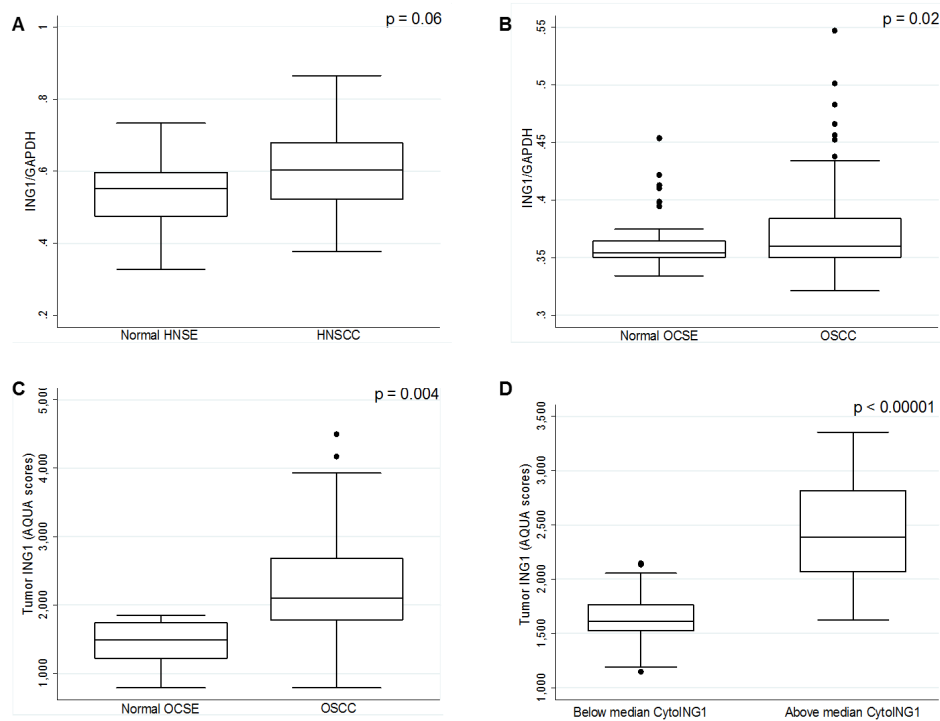 A
p = 0.06
ING1/GAPDH
1
.8
.6
.4
.2
Normal HNSE
HNSCC
B
p = 0.02
ING1/GAPDH
.55
.5
.45
.4
.35
.3
Normal OCSE
OSCC
C
p = 0.004
Tumor ING1 (AQUA scores)
5,000
4,000
3,000
2,000
1,000
Normal OCSE
OSCC
D
p < 0.00001
Tumor ING1 (AQUA scores)
3,500
3,000
2,500
2,000
1,500
1,000
Below median CytoING1
Above median CytoING1